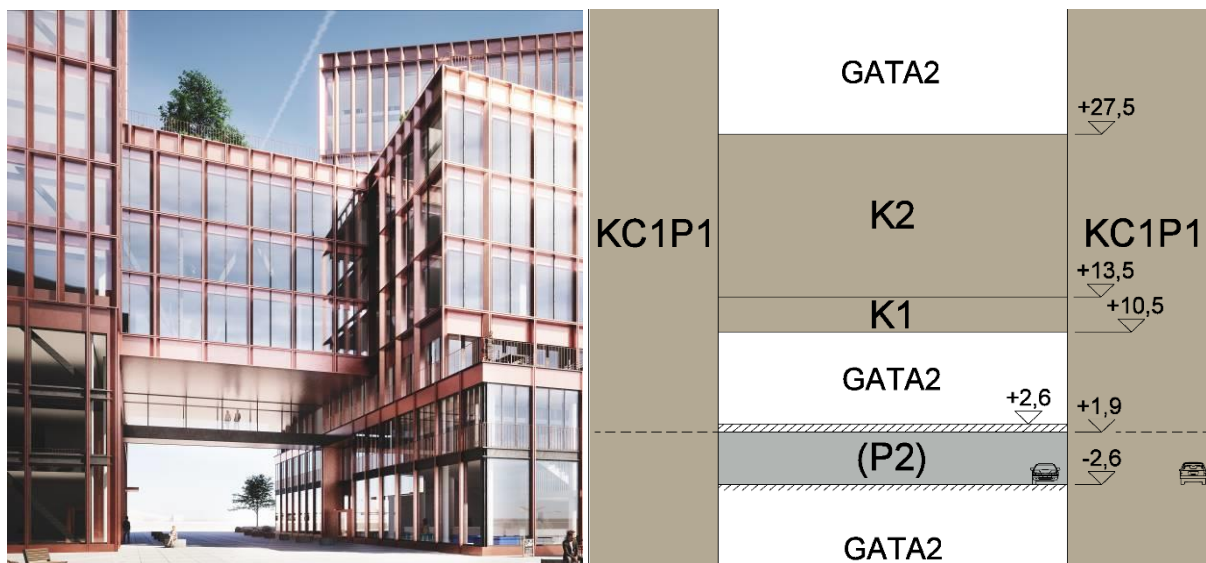 GATA2
+27,5
K2
KC1P1
KC1P1
+13,5
K1
+10,5
GATA2
+2,6
+1,9
(P2)
-2,6
GATA2